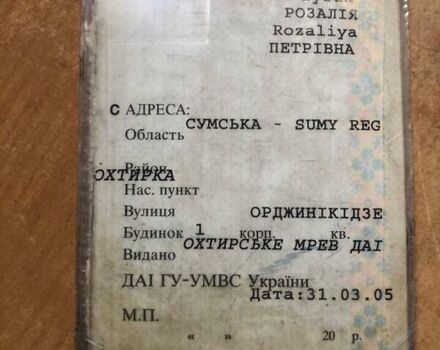 РОЗАЛІЯ
Rozaliya
ПЕТРІВНА
С АДРЕСА:
Область СУМСЬКА - SUMY REG
Район
ОХТИРКА
Нас. пункт
Вулиця ОРДЖИНІКІДЗЕ
Будинок 1 корп. кв.
Видано ОХТИРСЬКЕ МРЕВ ДАІ
ДАІ ГУ-УМВС України
Дата:31.03.05
М.П.
« » 20 р.